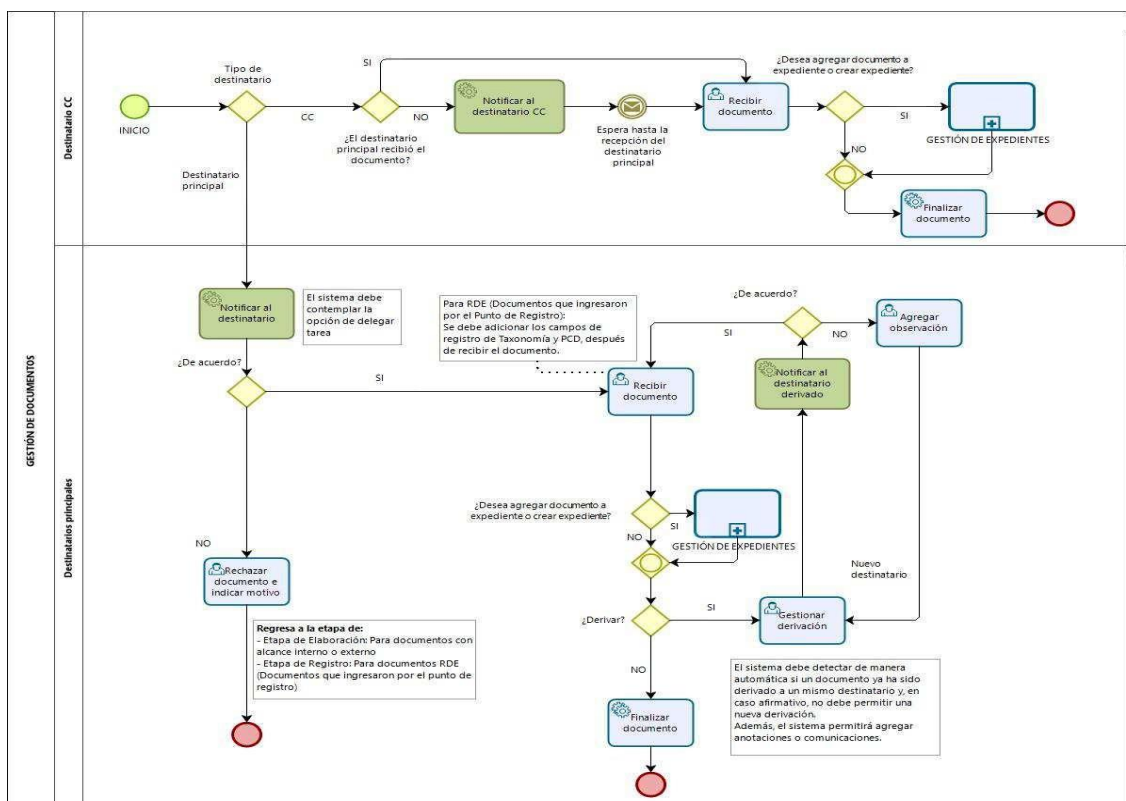 GESTIÓN DE DOCUMENTOS
Destinatario CC
INICIO
Tipo de
destinatario
CC
Destinatario
principal
SI
NO
¿El destinatario
principal recibió el
documento?
Notificar al
destinatario CC
Espera hasta la
recepción del
destinatario
principal
Recibir
documento
¿Desea agregar documento a
expediente o crear expediente?
SI
GESTIÓN DE EXPEDIENTES
NO
Finalizar
documento
Destinatarios principales
Notificar al
destinatario
El sistema debe
contemplar la
opción de delegar
tarea
¿De acuerdo?
SI
NO
Rechazar
documento e
indicar motivo
Regresa a la etapa de:
- Etapa de Elaboración: Para documentos con
alcance interno o externo
- Etapa de Registro: Para documentos RDE
(Documentos que ingresaron por el punto de
registro)
Para RDE (Documentos que ingresaron
por el Punto de Registro):
Se debe adicionar los campos de
registro de Taxonomía y PCD, después
de recibir el documento.
Recibir
documento
¿Desea agregar documento a
expediente o crear expediente?
SI
NO
GESTIÓN DE EXPEDIENTES
¿Derivar?
SI
NO
Finalizar
documento
Gestionar
derivación
El sistema debe detectar de manera
automática si un documento ya ha sido
derivado a un mismo destinatario y, en
caso afirmativo, no debe permitir una
nueva derivación.
Además, el sistema permitirá agregar
anotaciones o comunicaciones.
Notificar al
destinatario
derivado
¿De acuerdo?
SI
NO
Agregar
observación
Nuevo
destinatario